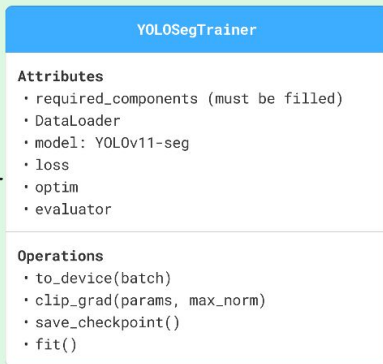 YOLOSegTrainer
Attributes
• required_components (must be filled)
• DataLoader
• model: YOLOv11-seg
• loss
• optim
• evaluator
Operations
• to_device(batch)
• clip_grad(params, max_norm)
• save_checkpoint()
• fit()